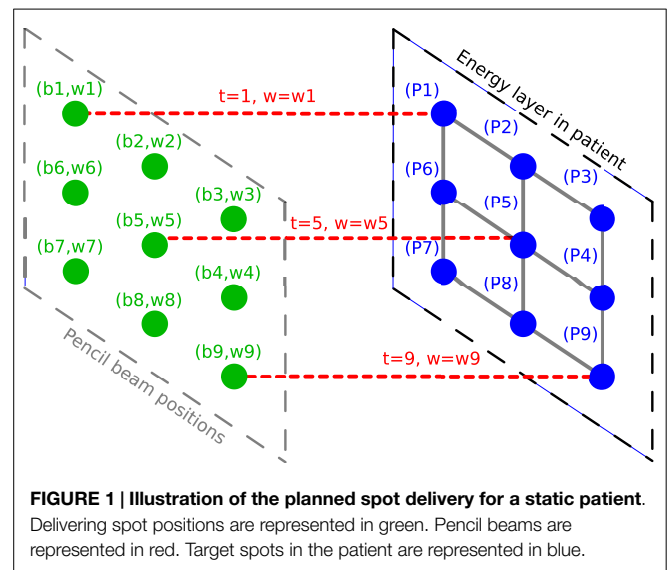 (b1,w1)
t=1, w=w1
(P1)
Energy layer in patient
(b2,w2)
(P2)
(b6,w6)
(P6)
(P3)
(b3,w3)
(b5,w5)
t=5, w=w5
(P5)
(b7,w7)
(P7)
(P4)
(b4,w4)
(b8,w8)
(P8)
(b9,w9)
t=9, w=w9
(P9)
Pencil beam positions
FIGURE 1 | Illustration of the planned spot delivery for a static patient.
Delivering spot positions are represented in green. Pencil beams are
represented in red. Target spots in the patient are represented in blue.